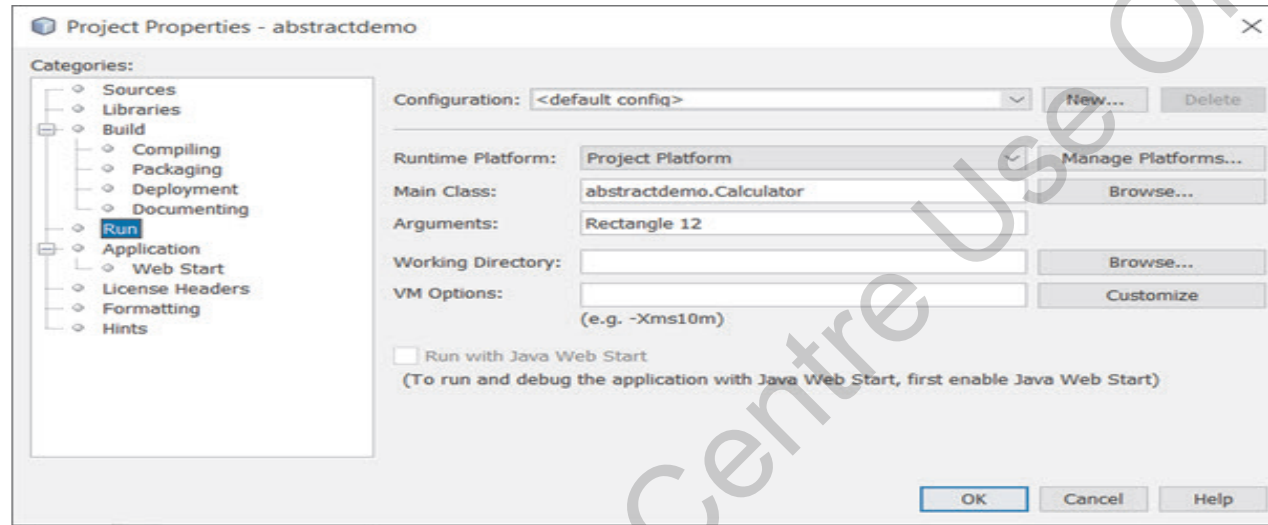 Project Properties - abstractdemo
Categories:
Sources
Libraries
Build
Compiling
Packaging
Deployment
Documenting
Run
Application
Web Start
License Headers
Formatting
Hints
Configuration: <default config> New... Delete
Runtime Platform: Project Platform Manage Platforms...
Main Class: abstractdemo.Calculator Browse...
Arguments: Rectangle 12
Working Directory: Browse...
VM Options: Customize
(e.g. -Xms10m)
Run with Java Web Start
(To run and debug the application with Java Web Start, first enable Java Web Start)
OK Cancel Help
Centre Use